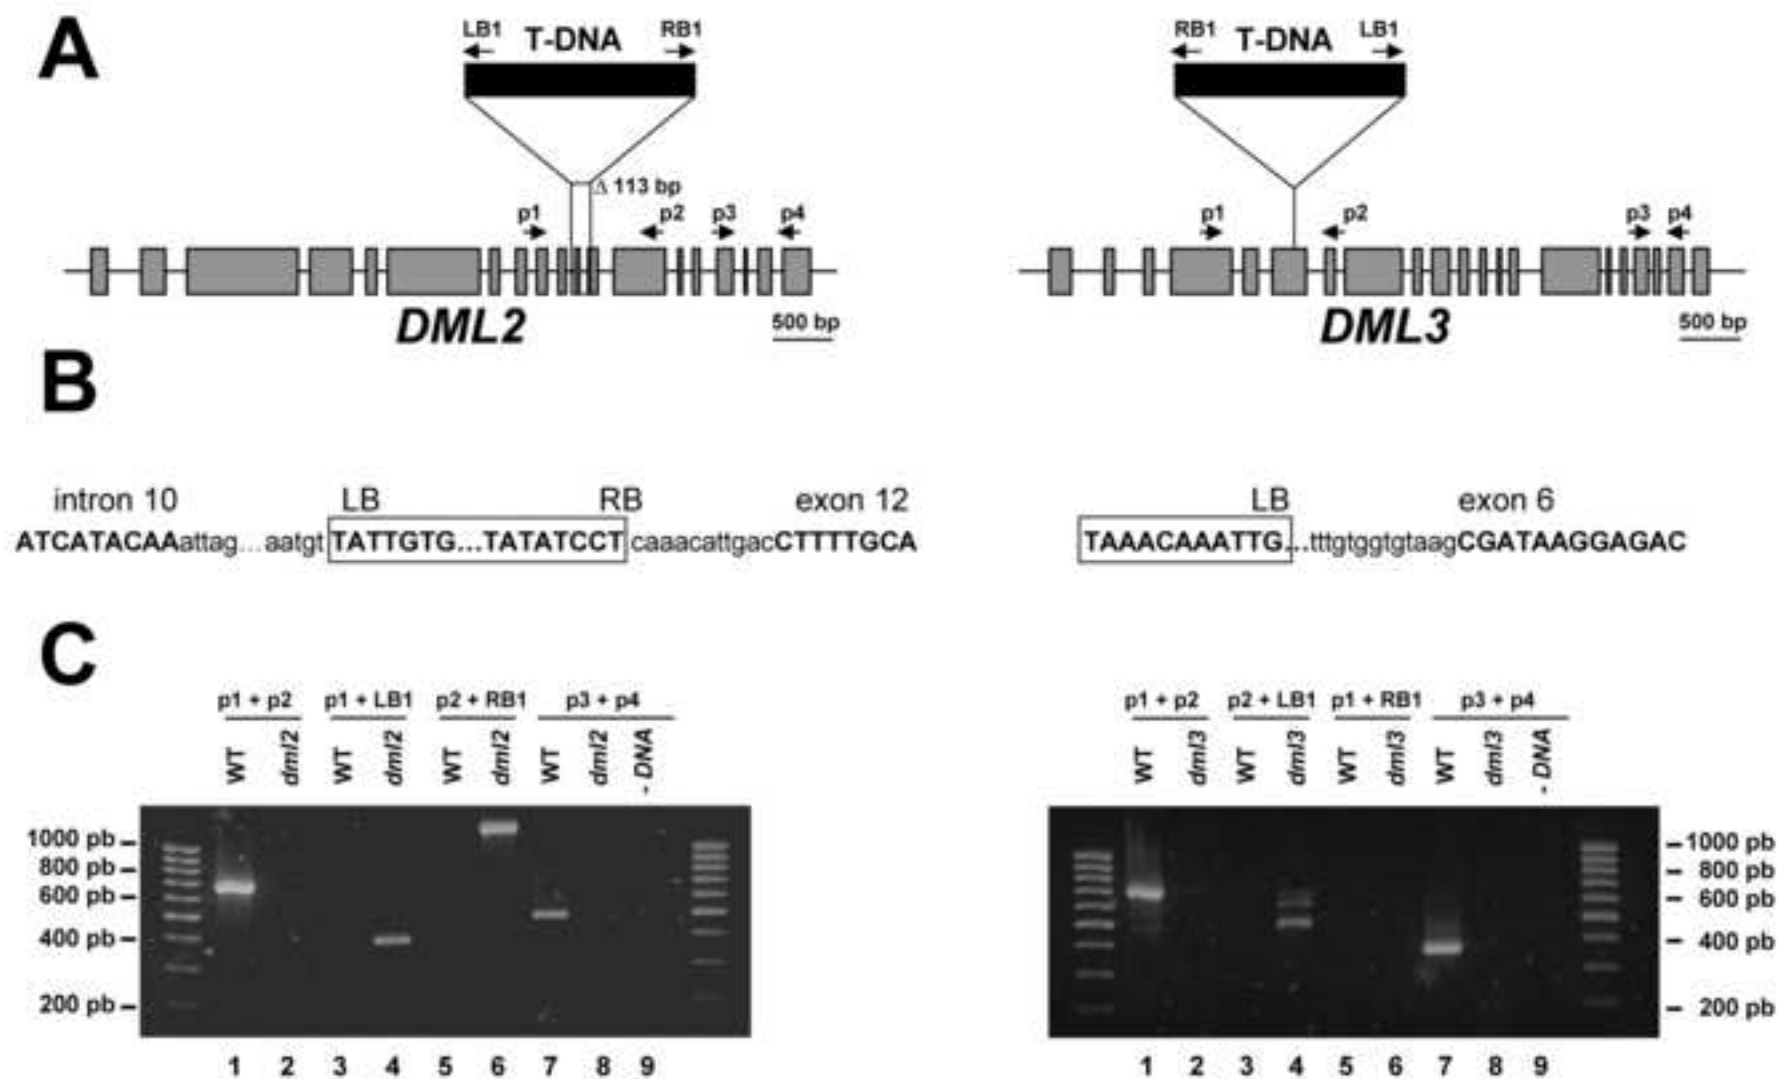 A
LB1 T-DNA RB1
RB1 T-DNA LB1
Δ 113 bp
p1 p2 p3 p4
p1 p2 p3 p4
DML2
500 bp
DML3
500 bp
B
intron 10 LB RB exon 12
ATCATACAAattag...aatgt TATTGTG...TATATCCT caaacattgacCTTTTGCA
LB exon 6
TAAACAAATTG...tttgtggtgtaagCGATAAGGAGAC
C
p1 + p2 p1 + LB1 p2 + RB1 p3 + p4
WT dml2 WT dml2 WT dml2 WT dml2 - DNA
1000 pb
800 pb
600 pb
400 pb
200 pb
1 2 3 4 5 6 7 8 9
p1 + p2 p2 + LB1 p1 + RB1 p3 + p4
WT dml3 WT dml3 WT dml3 WT dml3 - DNA
1000 pb
800 pb
600 pb
400 pb
200 pb
1 2 3 4 5 6 7 8 9